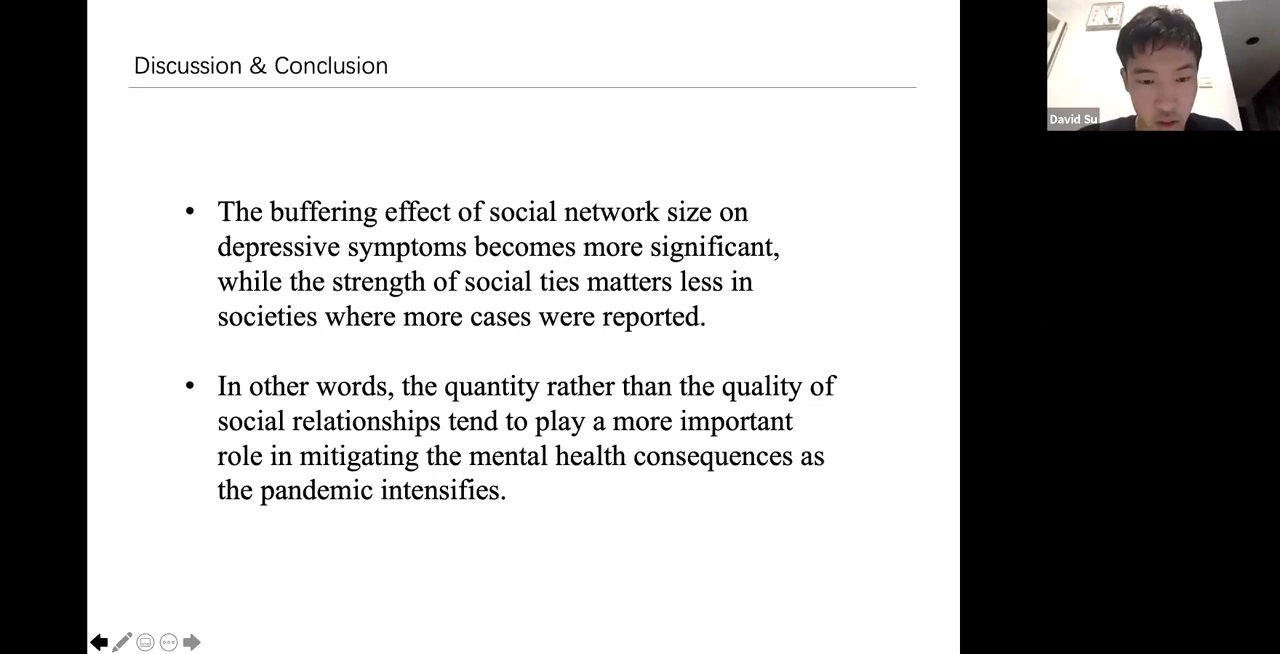 Discussion & Conclusion
David Su
• The buffering effect of social network size on
depressive symptoms becomes more significant,
while the strength of social ties matters less in
societies where more cases were reported.
• In other words, the quantity rather than the quality of
social relationships tend to play a more important
role in mitigating the mental health consequences as
the pandemic intensifies.